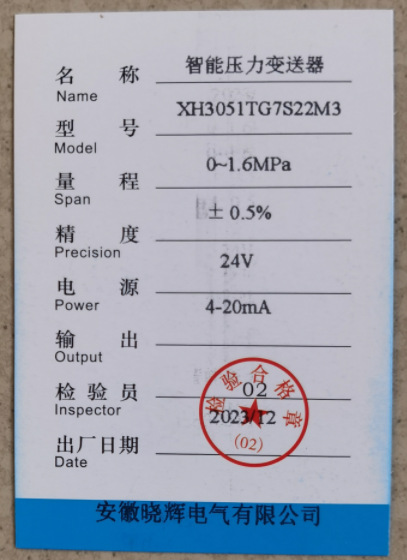 智能压力变送器
名 称
Name
XH3051TG7S22M3
型 号
Model
0~1.6MPa
量 程
Span
± 0.5%
精 度
Precision
24V
电 源
Power
4-20mA
输 出
Output
检验员
Inspector
02
检验合格章
(02)
2023/12
出厂日期
Date
安徽晓辉电气有限公司